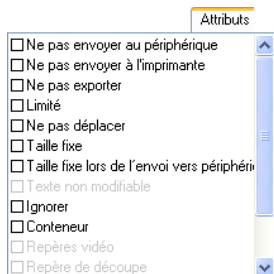 Attributs
Ne pas envoyer au périphérique
Ne pas envoyer à l'imprimante
Ne pas exporter
Limité
Ne pas déplacer
Taille fixe
Taille fixe lors de l'envoi vers périphéri
Texte non modifiable
Ignorer
Conteneur
Repères vidéo
Repère de découpe